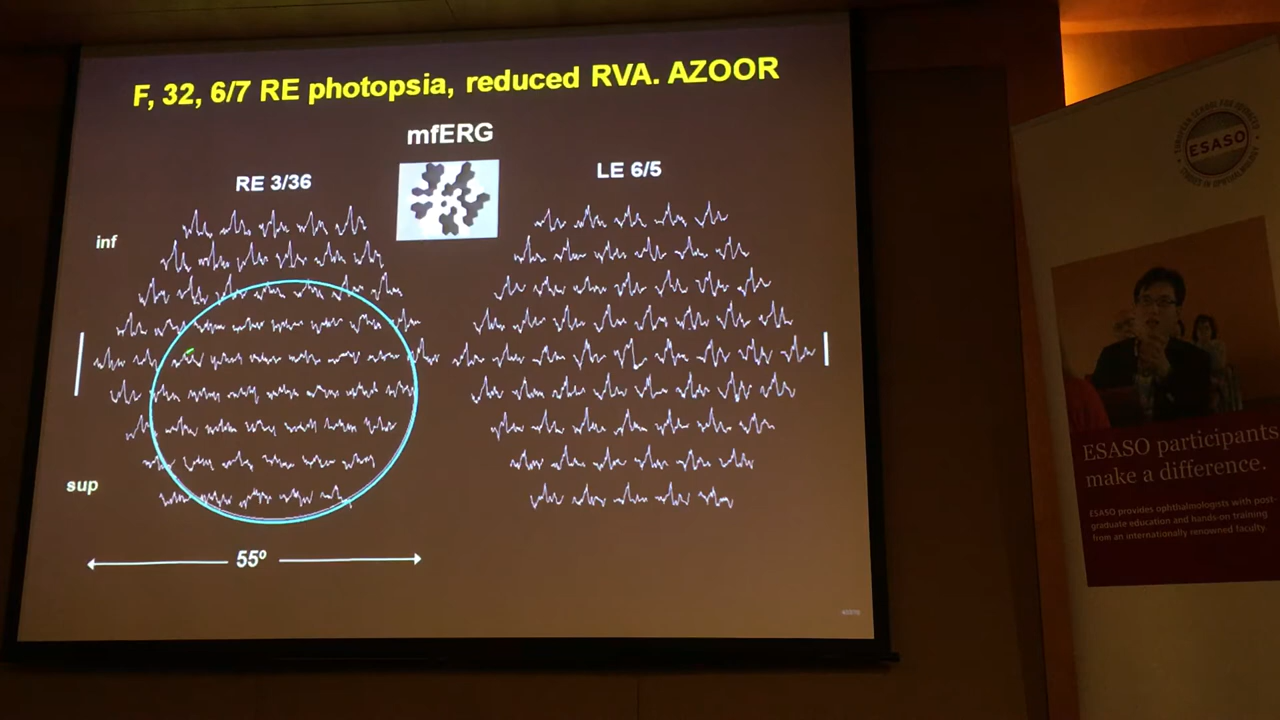 F, 32, 6/7 RE photopsia, reduced RVA. AZOOR
mfERG
RE 3/36
LE 6/5
inf
sup
55º
ESASO
ESASO participants
make a difference.
ESASO provides ophthalmologists with post-
graduate education and hands-on training
from an internationally renowned faculty.